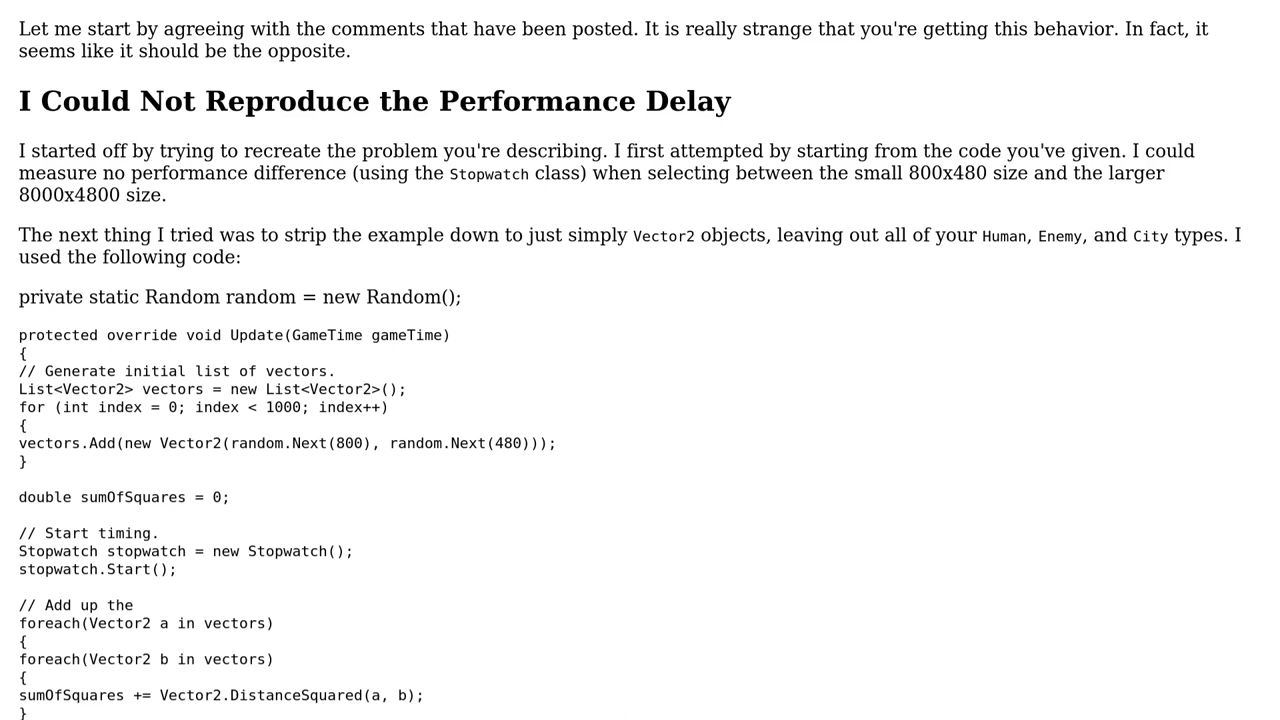 Let me start by agreeing with the comments that have been posted. It is really strange that you're getting this behavior. In fact, it
seems like it should be the opposite.
I Could Not Reproduce the Performance Delay
I started off by trying to recreate the problem you're describing. I first attempted by starting from the code you've given. I could
measure no performance difference (using the Stopwatch class) when selecting between the small 800x480 size and the larger
8000x4800 size.
The next thing I tried was to strip the example down to just simply Vector2 objects, leaving out all of your Human, Enemy, and City types. I
used the following code:
private static Random random = new Random();
protected override void Update(GameTime gameTime)
{
// Generate initial list of vectors.
List<Vector2> vectors = new List<Vector2>();
for (int index = 0; index < 1000; index++)
{
vectors.Add(new Vector2(random.Next(800), random.Next(480)));
}
double sumOfSquares = 0;
// Start timing.
Stopwatch stopwatch = new Stopwatch();
stopwatch.Start();
// Add up the
foreach(Vector2 a in vectors)
{
foreach(Vector2 b in vectors)
{
sumOfSquares += Vector2.DistanceSquared(a, b);
}